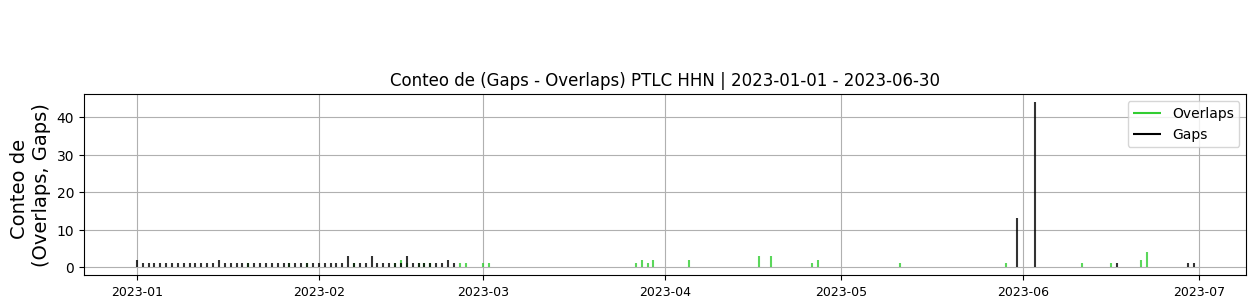 Conteo de (Gaps - Overlaps) PTLC HHN | 2023-01-01 - 2023-06-30
Conteo de
(Overlaps, Gaps)
40
30
20
10
0
Overlaps
Gaps
2023-01
2023-02
2023-03
2023-04
2023-05
2023-06
2023-07